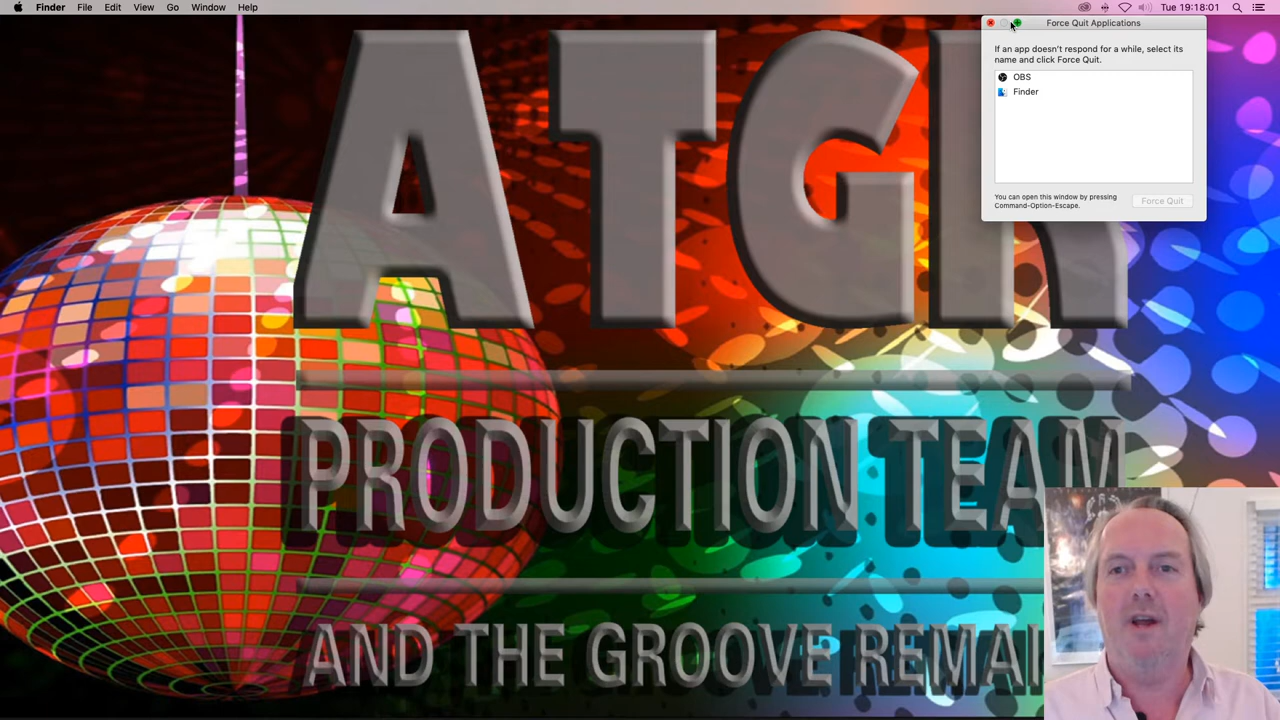 Finder File Edit View Go Window Help
Tue 19:18:01
Force Quit Applications
If an app doesn't respond for a while, select its
name and click Force Quit.
OBS
Finder
You can open this window by pressing
Command-Option-Escape.
Force Quit
ATGR
PRODUCTION TEAM
AND THE GROOVE REMAI